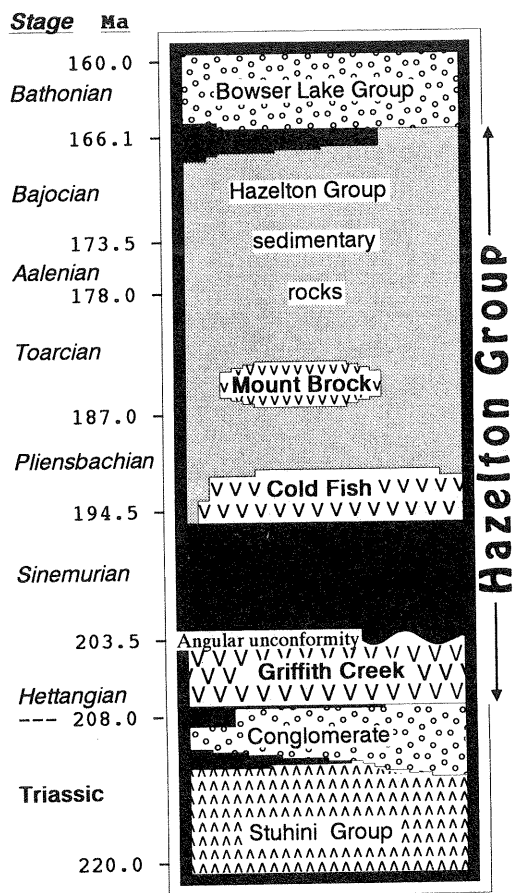 Stage Ma
160.0
Bathonian
Bowser Lake Group
166.1
Bajocian
Hazelton Group
173.5
sedimentary
Aalenian
178.0
rocks
Toarcian
Mount Brock
187.0
Pliensbachian
Cold Fish
194.5
Sinemurian
203.5
Angular unconformity
Griffith Creek
Hettangian
--- 208.0
Conglomerate
Triassic
Stuhini Group
220.0
Hazelton Group